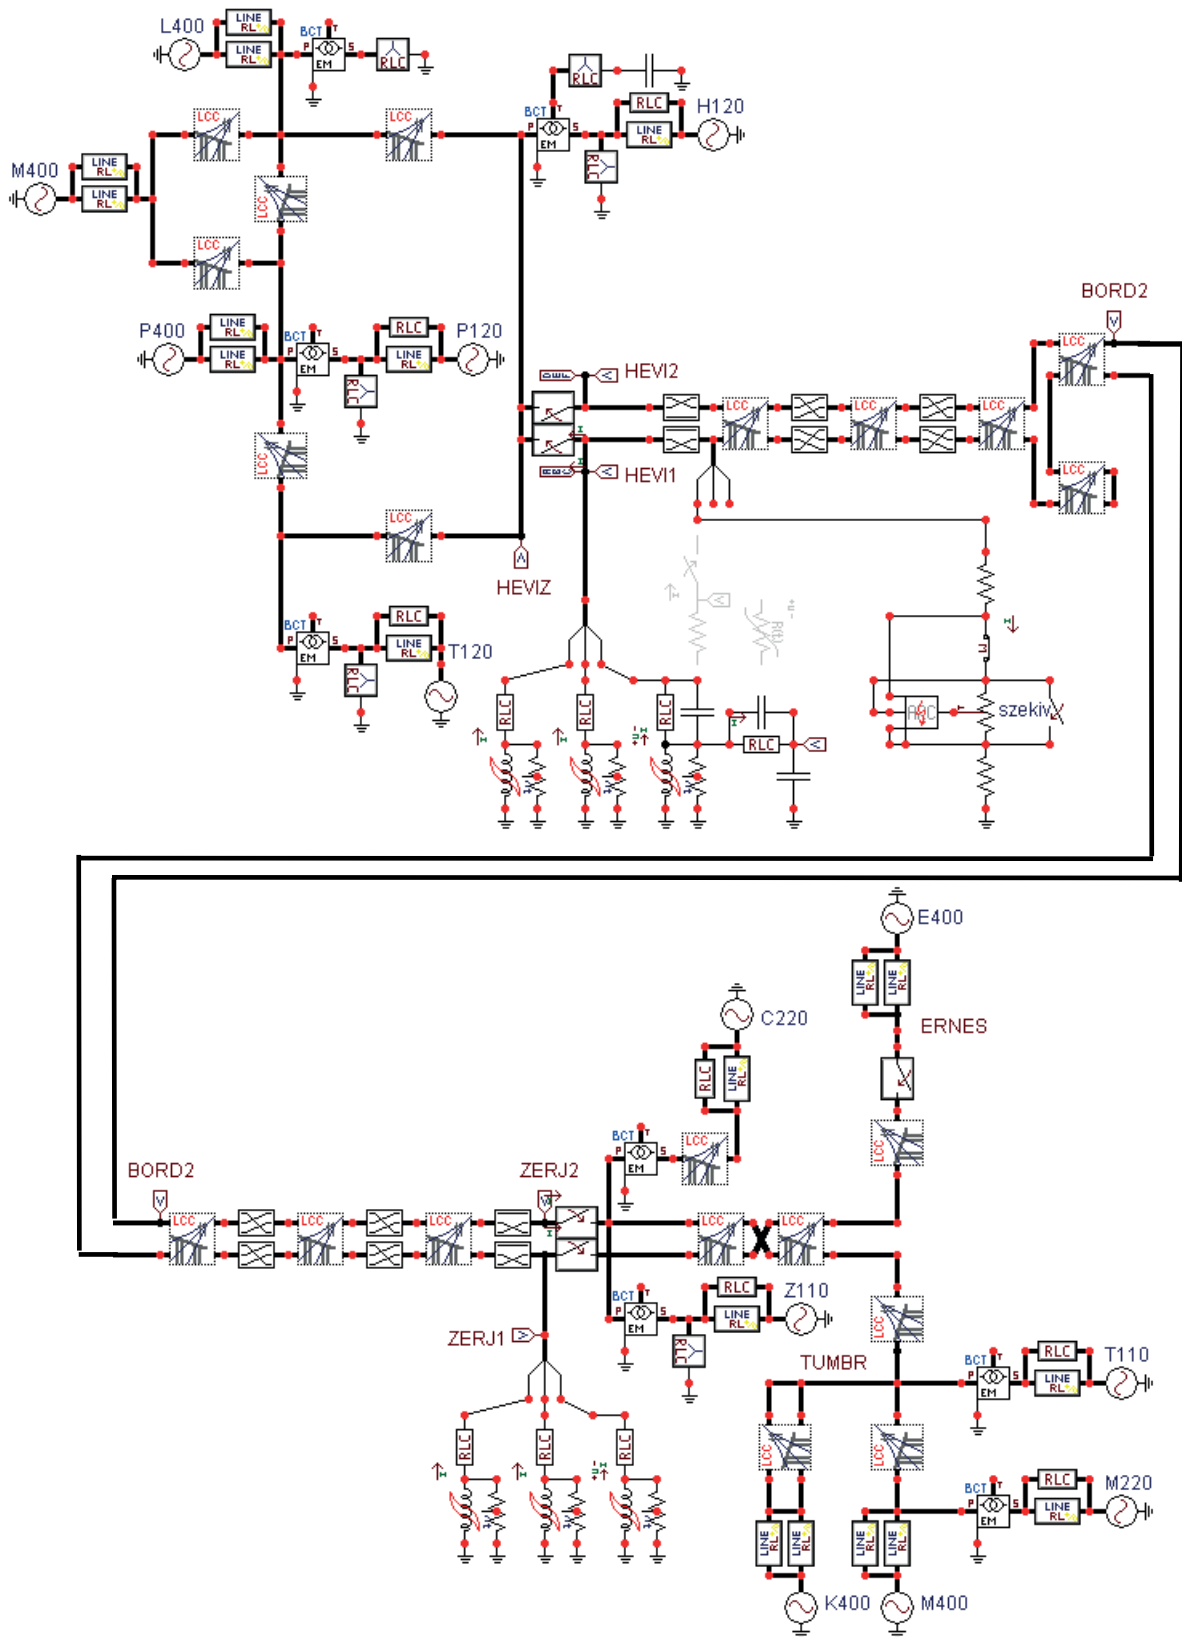 L400
LINE
RL%
LINE
RL%
BCT
T
P
S
EM
RLC
LCC
LCC
BCT
T
P
S
EM
RLC
RLC
H120
LINE
RL%
RLC
M400
LINE
RL%
LINE
RL%
LCC
LCC
P400
LINE
RL%
LINE
RL%
BCT
T
P
S
EM
RLC
P120
LINE
RL%
RLC
BORD2
LCC
V
HEVI2
V
LCC
LCC
LCC
I
I
HEVI1
V
LCC
LCC
LCC
HEVIZ
V
I
V
R(t)
-u+
I
BCT
T
P
S
EM
RLC
LINE
RL%
T120
RLC
RLC
RLC
RLC
I
I
I
+u-
I
RLC
V
ARC
T
szekiv
E400
LINE
RL%
LINE
RL%
ERNES
C220
RLC
LINE
RL%
BCT
T
P
S
EM
LCC
LCC
BORD2
V
ZERJ2
V
I
LCC
LCC
LCC
LCC
LCC
BCT
T
P
S
EM
RLC
Z110
LINE
RL%
RLC
LCC
ZERJ1
V
TUMBR
BCT
T
P
S
EM
RLC
T110
LINE
RL%
RLC
RLC
RLC
I
I
I
+u-
LCC
LCC
BCT
T
P
S
EM
RLC
M220
LINE
RL%
LINE
RL%
LINE
RL%
LINE
RL%
LINE
RL%
K400
M400